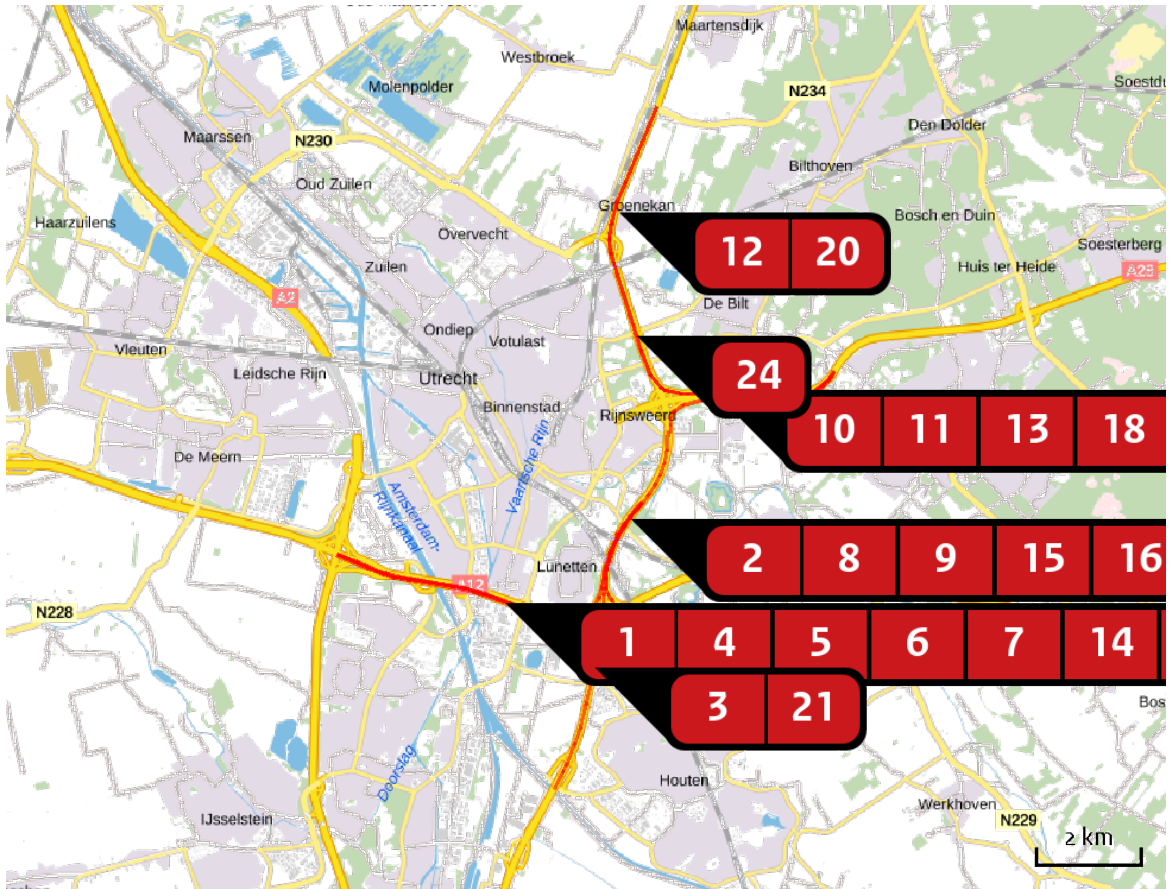 Maartensdijk
Westbroek
Soestdu
Molenpolder
N234
Den Dolder
Maarssen
N230
Bilthoven
Oud Zuilen
Groenekan
Haarzuilens
Overvecht
Bosch en Duin
Soesterberg
12 20
Zuilen
Huis ter Heide
A28
A2
De Bilt
Ondiep
Votulast
Vleuten
Leidsche Rijn
Utrecht
24
Binnenstad
Rijnsweerd
10 11 13 18
De Meern
Vaartsche Rijn
Amsterdam-
Rijnkanaal
2 8 9 15 16
Lunetten
A12
N228
1 4 5 6 7 14
3 21
Bos
Doorslag
Houten
Werkhoven
IJsselstein
N229
2 km